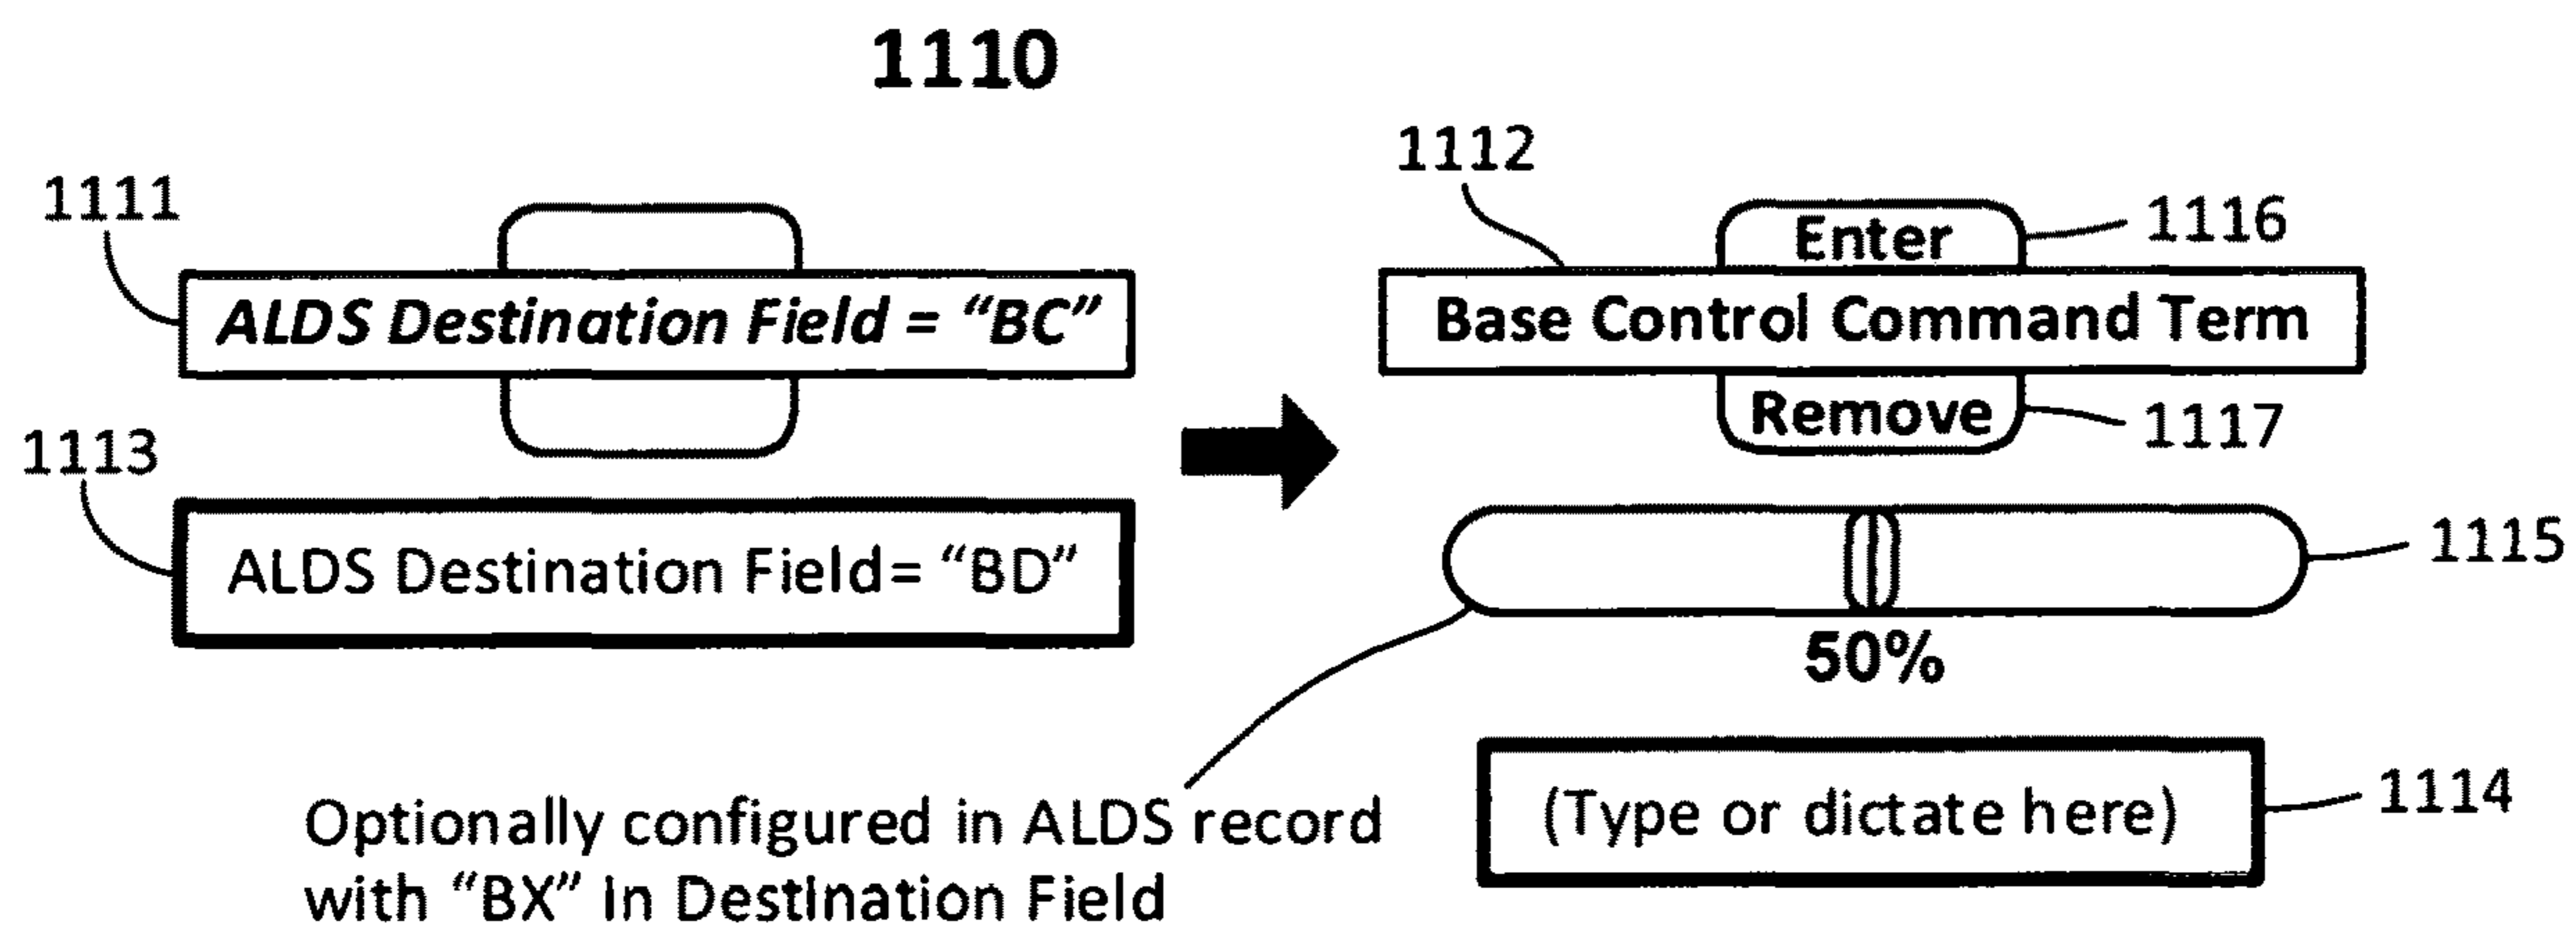 1110
1111
ALDS Destination Field = “BC”
1113
ALDS Destination Field= “BD”
1112
Enter
1116
Base Control Command Term
Remove
1117
1115
50%
Optionally configured in ALDS record
with “BX” In Destination Field
(Type or dictate here)
1114